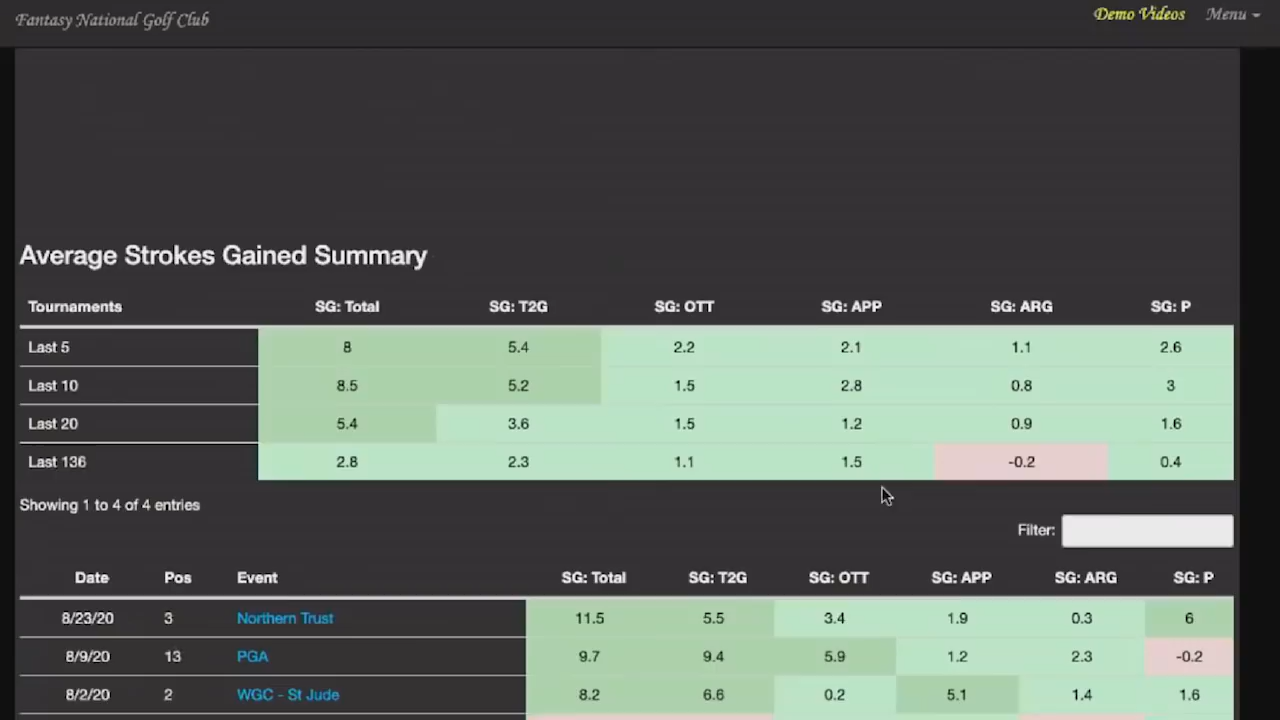 Fantasy National Golf Club Demo Videos Menu
Average Strokes Gained Summary
Tournaments SG: Total SG: T2G SG: OTT SG: APP SG: ARG SG: P
Last 5 8 5.4 2.2 2.1 1.1 2.6
Last 10 8.5 5.2 1.5 2.8 0.8 3
Last 20 5.4 3.6 1.5 1.2 0.9 1.6
Last 136 2.8 2.3 1.1 1.5 -0.2 0.4
Showing 1 to 4 of 4 entries
Filter:
Date Pos Event SG: Total SG: T2G SG: OTT SG: APP SG: ARG SG: P
8/23/20 3 Northern Trust 11.5 5.5 3.4 1.9 0.3 6
8/9/20 13 PGA 9.7 9.4 5.9 1.2 2.3 -0.2
8/2/20 2 WGC - St Jude 8.2 6.6 0.2 5.1 1.4 1.6